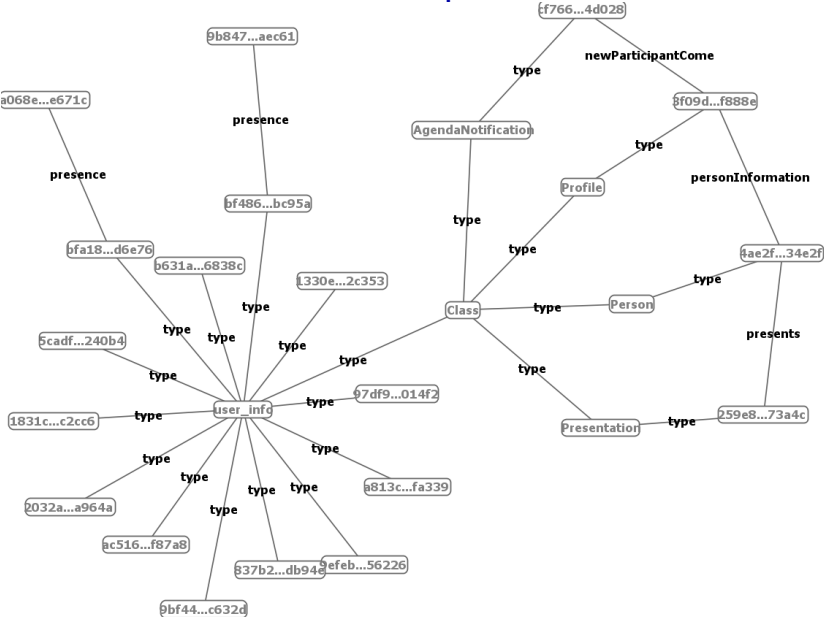 cf766...4d028
9b847...aec61
newParticipantCome
type
a068e...e671c
3f09d...f888e
presence
AgendaNotification
type
presence
personInformation
Profile
bf486...bc95a
type
bfa18...d6e76
type
4ae2f...34e2f
b631a...6838c
type
1330e...2c353
type
Class
type
Person
type
type
type
presents
5cadf...240b4
type
type
type
type
97df9...014f2
type
user_info
1831c...c2cc6
type
259e8...73a4c
type
Presentation
type
type
type
a813c...fa339
type
type
2032a...a964a
type
ac516...f87a8
9efeb...56226
837b2...db94e
9bf44...c632d